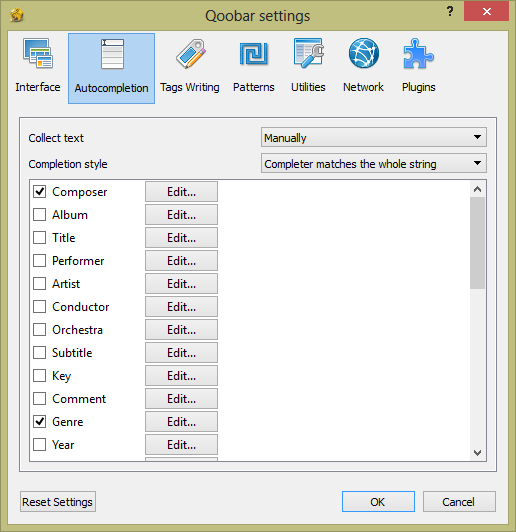 Qoobar settings
?
Interface
Autocompletion
Tags Writing
Patterns
Utilities
Network
Plugins
Collect text Manually
Completion style Completer matches the whole string
Composer Edit...
Album Edit...
Title Edit...
Performer Edit...
Artist Edit...
Conductor Edit...
Orchestra Edit...
Subtitle Edit...
Key Edit...
Comment Edit...
Genre Edit...
Year Edit...
Reset Settings OK Cancel